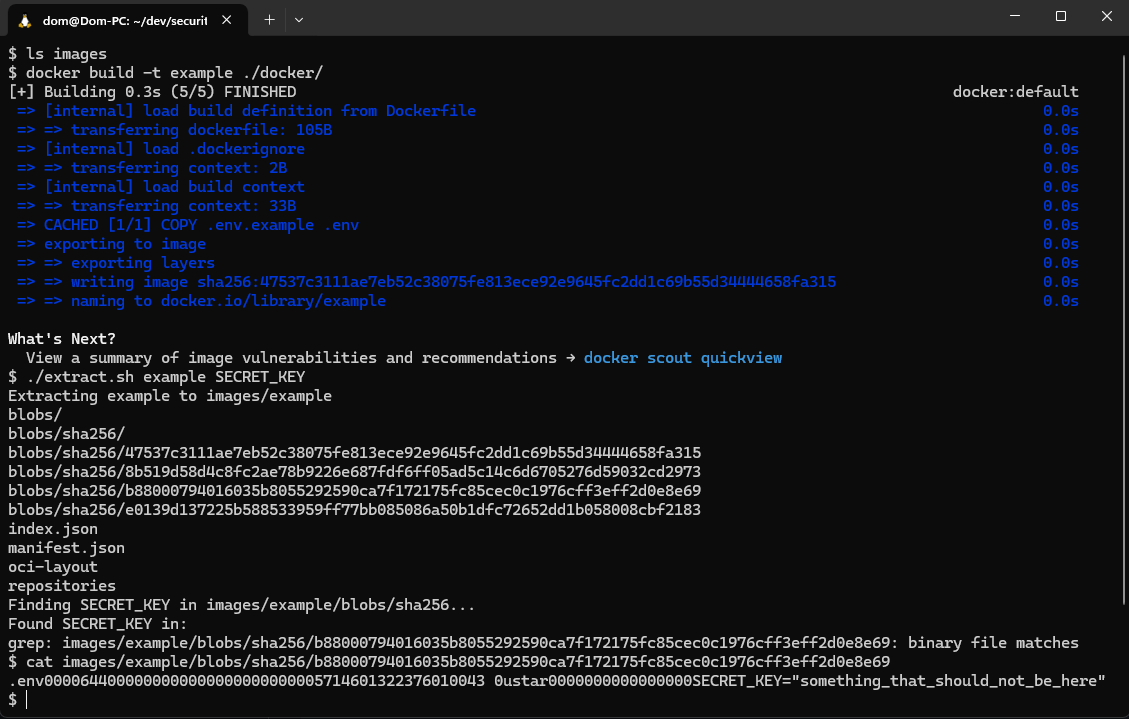 dom@Dom-PC: ~/dev/securit
$ ls images
$ docker build -t example ./docker/
[+] Building 0.3s (5/5) FINISHED docker:default
=> [internal] load build definition from Dockerfile 0.0s
=> => transferring dockerfile: 105B 0.0s
=> [internal] load .dockerignore 0.0s
=> => transferring context: 2B 0.0s
=> [internal] load build context 0.0s
=> => transferring context: 33B 0.0s
=> CACHED [1/1] COPY .env.example .env 0.0s
=> exporting to image 0.0s
=> => exporting layers 0.0s
=> => writing image sha256:47537c3111ae7eb52c38075fe813ece92e9645fc2dd1c69b55d34444658fa315 0.0s
=> => naming to docker.io/library/example 0.0s
What's Next?
View a summary of image vulnerabilities and recommendations → docker scout quickview
$ ./extract.sh example SECRET_KEY
Extracting example to images/example
blobs/
blobs/sha256/
blobs/sha256/47537c3111ae7eb52c38075fe813ece92e9645fc2dd1c69b55d34444658fa315
blobs/sha256/8b519d58d4c8fc2ae78b9226e687fdf6ff05ad5c14c6d6705276d59032cd2973
blobs/sha256/b88000794016035b8055292590ca7f172175fc85cec0c1976cff3eff2d0e8e69
blobs/sha256/e0139d137225b588533959ff77bb085086a50b1dfc72652dd1b058008cbf2183
index.json
manifest.json
oci-layout
repositories
Finding SECRET_KEY in images/example/blobs/sha256...
Found SECRET_KEY in:
grep: images/example/blobs/sha256/b88000794016035b8055292590ca7f172175fc85cec0c1976cff3eff2d0e8e69: binary file matches
$ cat images/example/blobs/sha256/b88000794016035b8055292590ca7f172175fc85cec0c1976cff3eff2d0e8e69
.env0000644000000000000000000000000571460132237601​0043 0ustar0000000000000000SECRET_KEY="something_that_should_not_be_here"
$